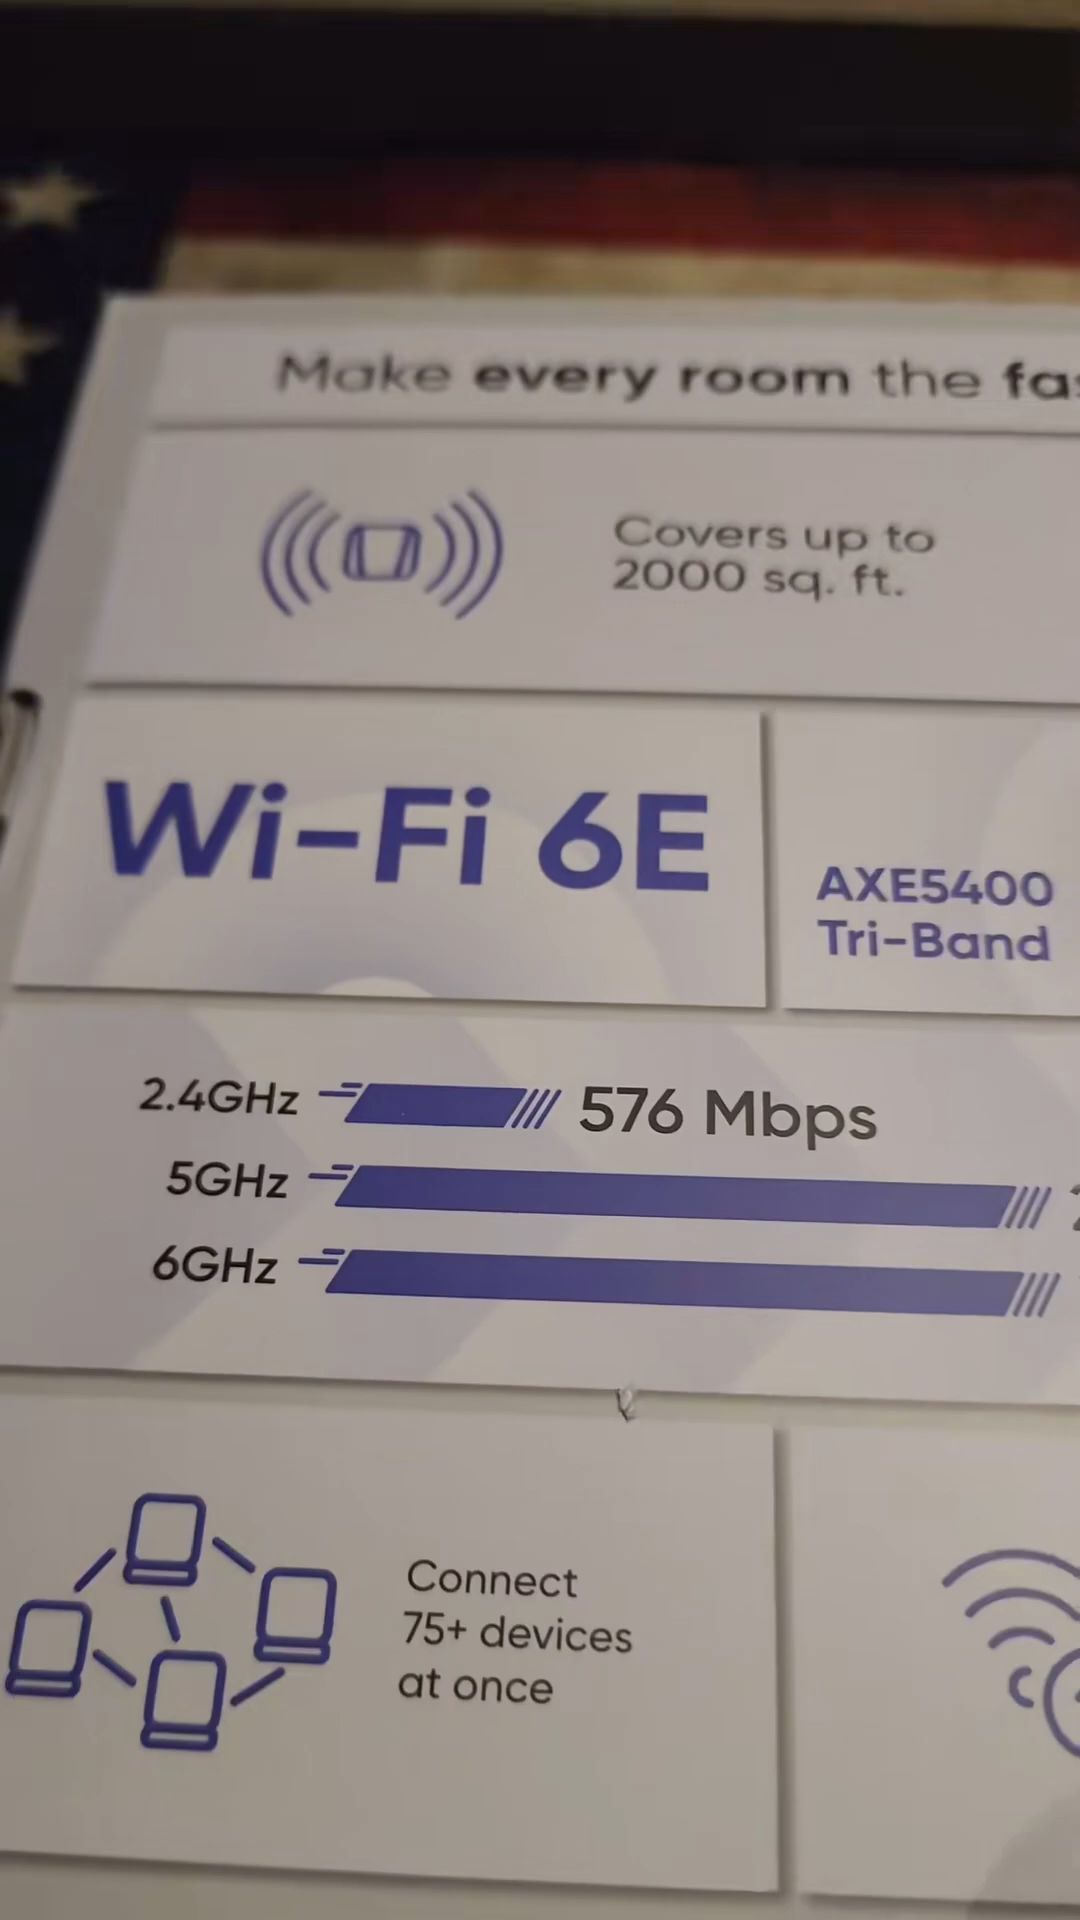 Make every room the
Covers up to
2000 sq. ft.
Wi-Fi 6E
AXE5400
Tri-Band
2.4GHz 576 Mbps
5GHz
6GHz
Connect
75+ devices
at once